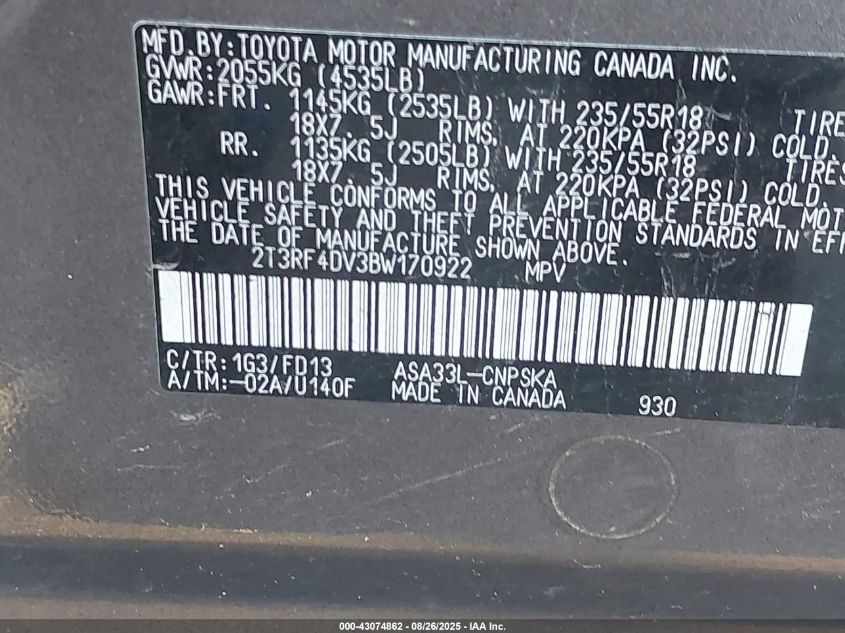 MFD.BY:TOYOTA MOTOR MANUFACTURING CANADA INC.
GVWR:2055KG (4535LB)
GAWR:FRT. 1145KG (2535LB) WITH 235/55R18 TIRE
18X7.5J RIMS, AT 220KPA (32PSI) COLD.
RR. 1135KG (2505LB) WITH 235/55R18 TIRES
18X7.5J RIMS, AT 220KPA (32PSI) COLD.
THIS VEHICLE CONFORMS TO ALL APPLICABLE FEDERAL MOT
VEHICLE SAFETY AND THEFT PREVENTION STANDARDS IN EFF
THE DATE OF MANUFACTURE SHOWN ABOVE.
2T3RF4DV3BW170922 MPV
C/TR:1G3/FD13 ASA33L-CNPSKA
A/TM:-02A/U140F MADE IN CANADA 930
000-43074862 - 08/26/2025 - IAA Inc.